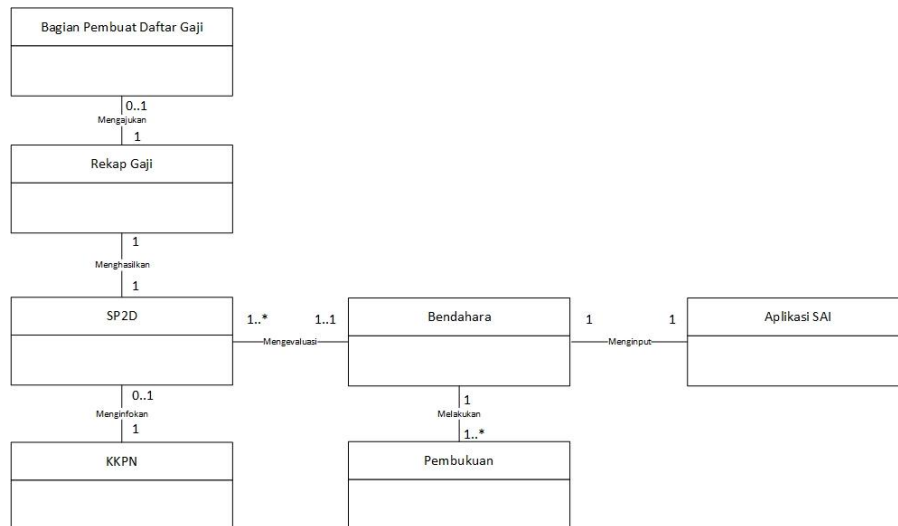 Bagian Pembuat Daftar Gaji
0..1
Mengajukan
1
Rekap Gaji
1
Menghasilkan
1
SP2D
1..* 1..1
Mengevaluasi
Bendahara
1 1
Menginput
Aplikasi SAI
0..1
Menginfokan
1
KKPN
1
Melakukan
1..*
Pembukuan